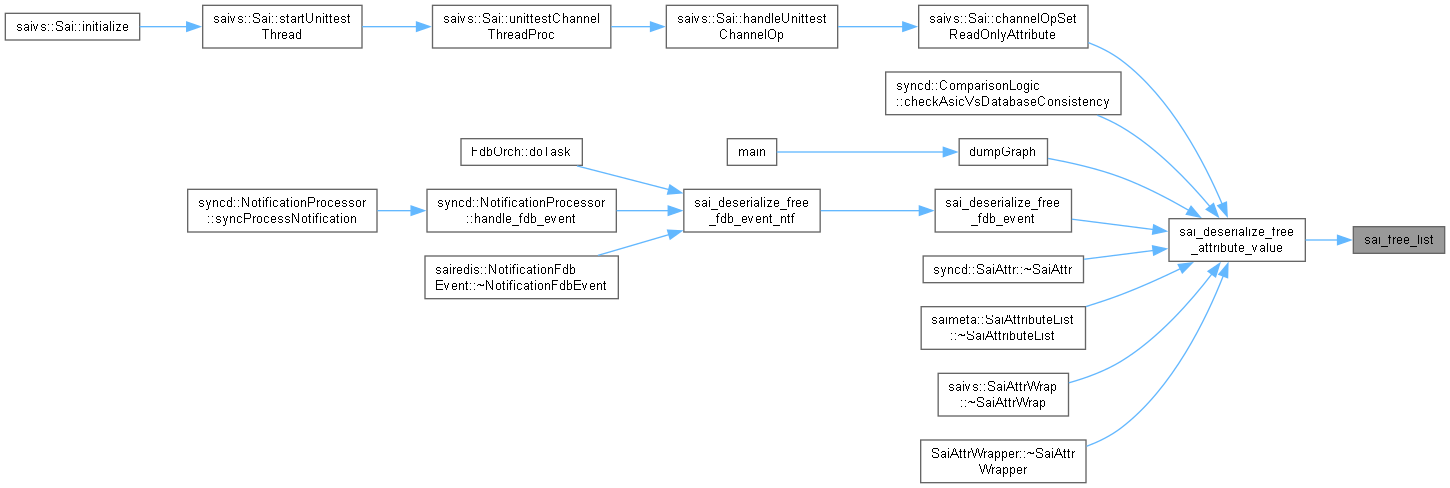 saivs::Sai::initialize
saivs::Sai::startUnittest
Thread
saivs::Sai::unittestChannel
ThreadProc
saivs::Sai::handleUnittest
ChannelOp
saivs::Sai::channelOpSet
ReadOnlyAttribute
syncd::ComparisonLogic
::checkAsicVsDatabaseConsistency
FdbOrch::doTask
main
dumpGraph
syncd::NotificationProcessor
::syncProcessNotification
syncd::NotificationProcessor
::handle_fdb_event
sai_deserialize_free
_fdb_event_ntf
sai_deserialize_free
_fdb_event
sai_deserialize_free
_attribute_value
sai_free_list
sairedis::NotificationFdb
Event::~NotificationFdbEvent
syncd::SaiAttr::~SaiAttr
saimeta::SaiAttributeList
::~SaiAttributeList
saivs::SaiAttrWrap
::~SaiAttrWrap
SaiAttrWrapper::~SaiAttr
Wrapper